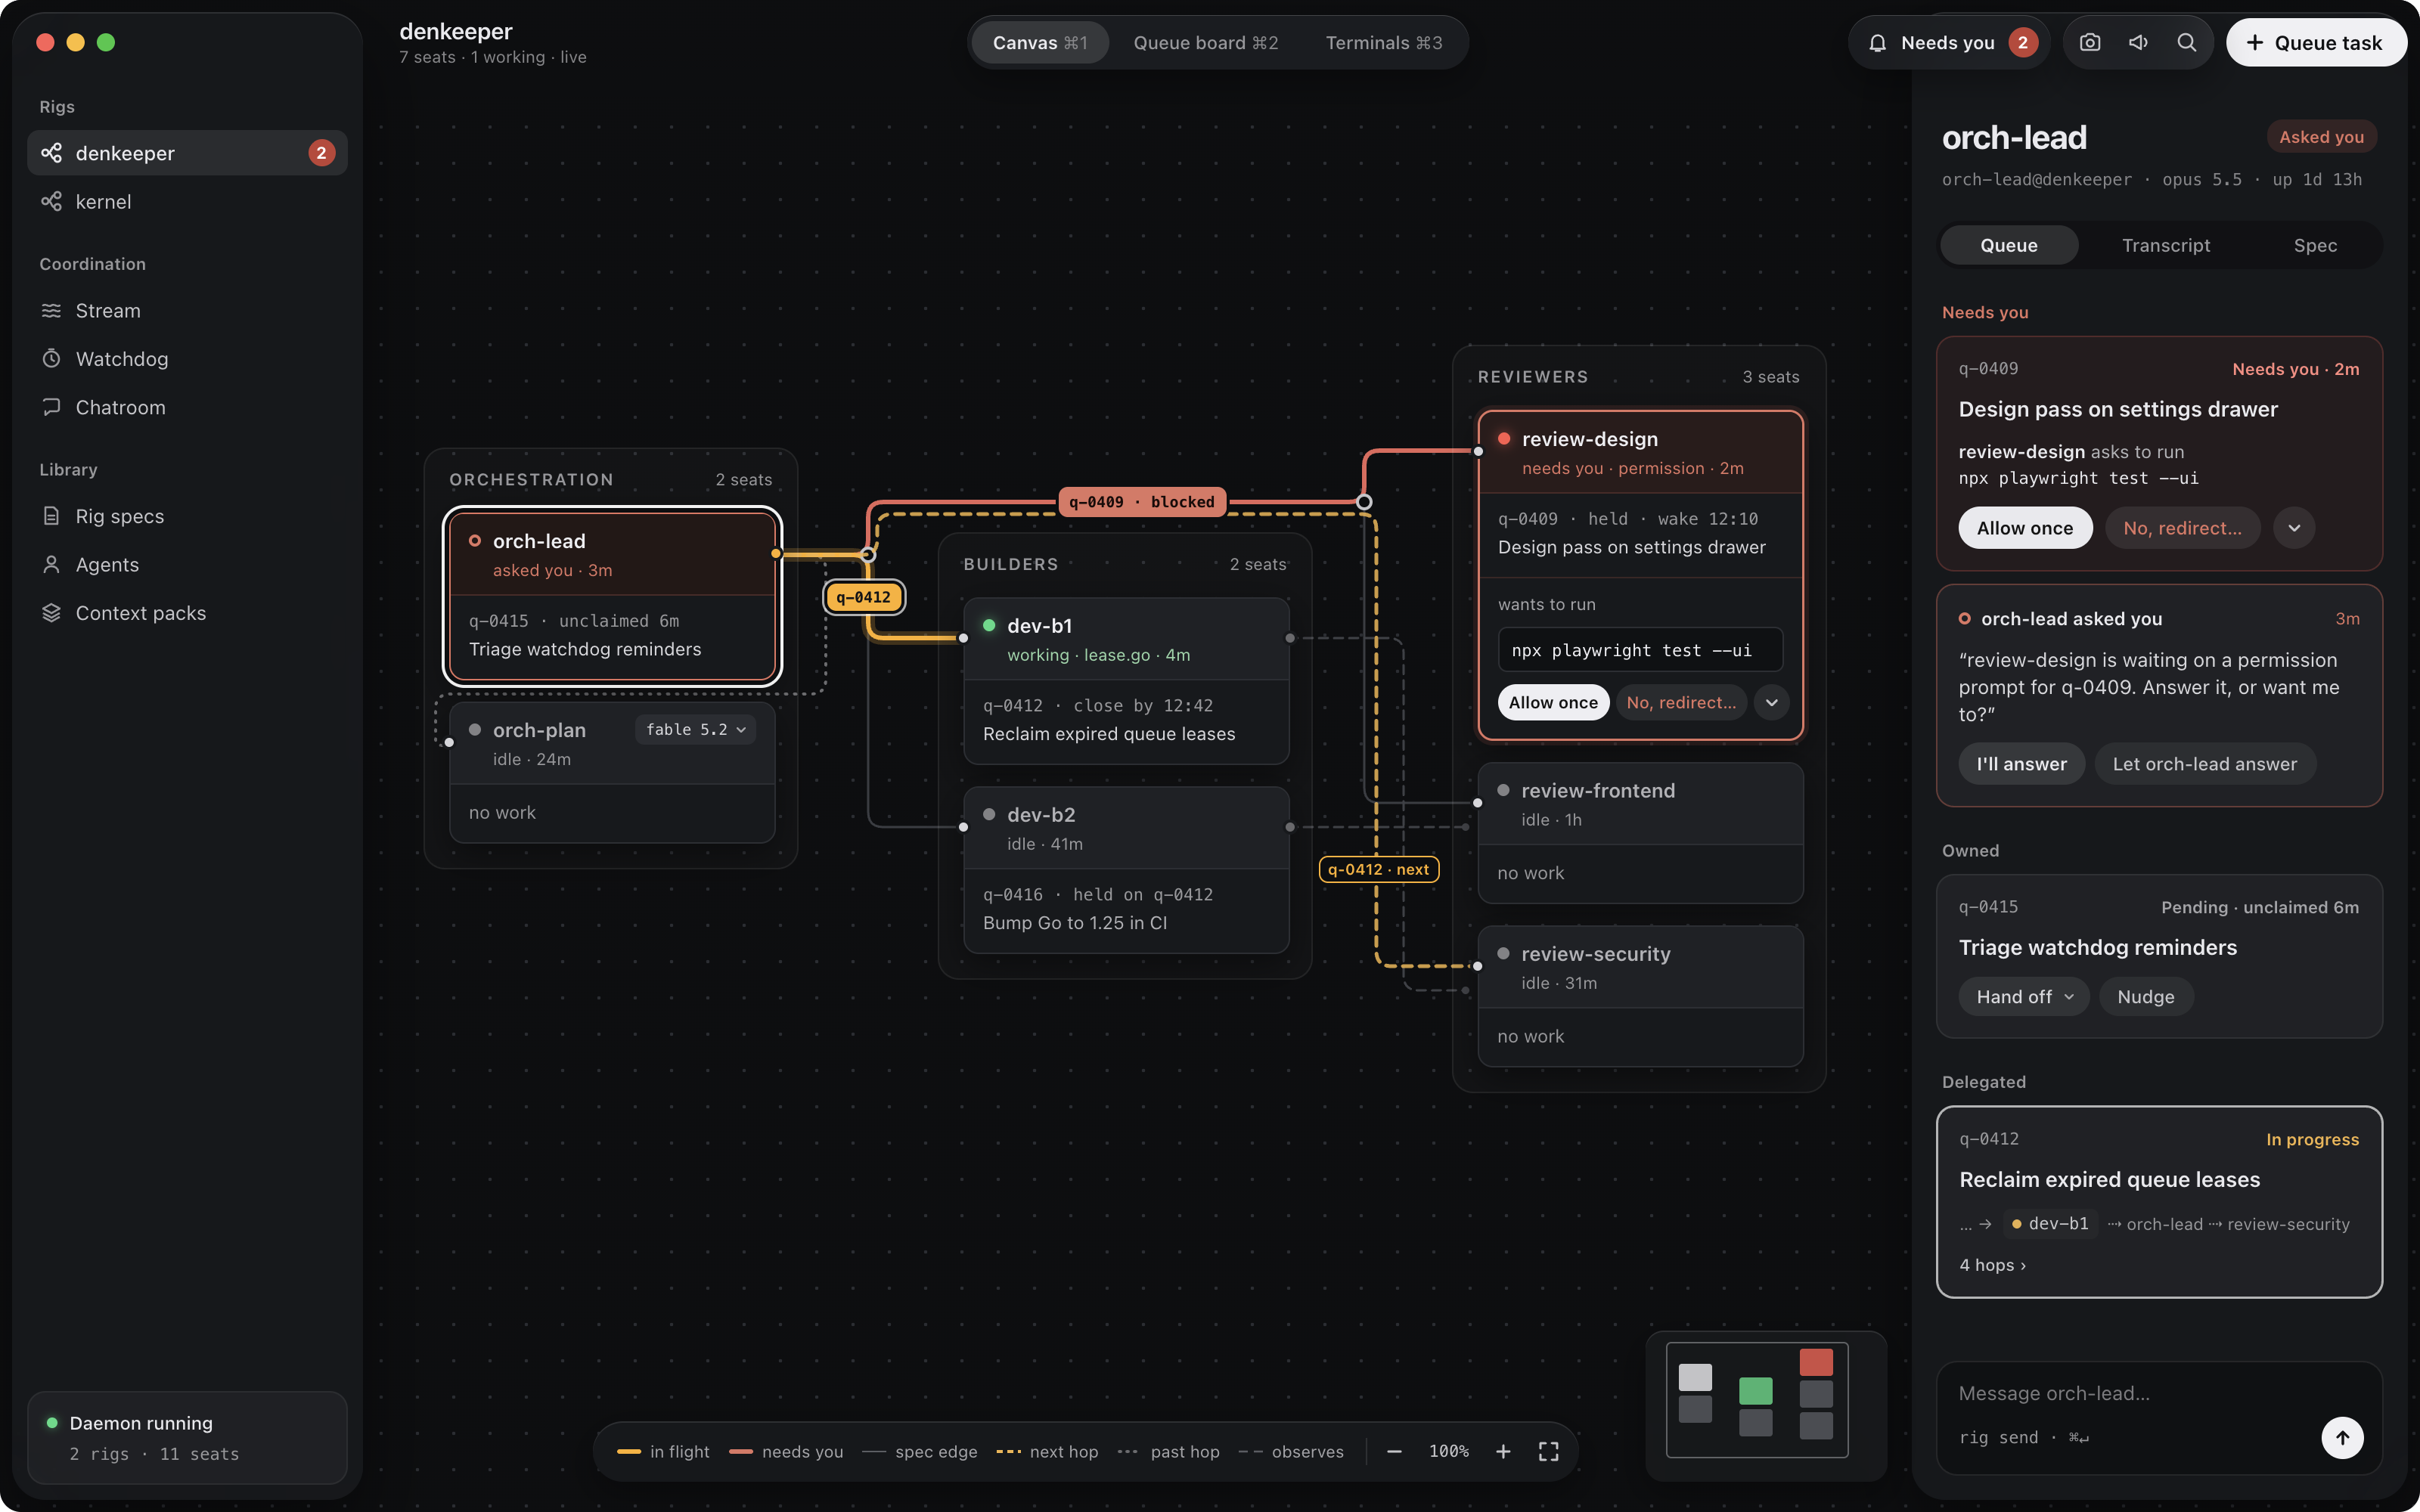 denkeeper
7 seats · 1 working · live
Canvas ⌘1
Queue board ⌘2
Terminals ⌘3
Needs you 2
+ Queue task
Rigs
denkeeper 2
kernel
Coordination
Stream
Watchdog
Chatroom
Library
Rig specs
Agents
Context packs
Daemon running
2 rigs · 11 seats
ORCHESTRATION 2 seats
orch-lead
asked you · 3m
q-0415 · unclaimed 6m
Triage watchdog reminders
orch-plan fable 5.2
idle · 24m
no work
q-0412
q-0409 · blocked
BUILDERS 2 seats
dev-b1
working · lease.go · 4m
q-0412 · close by 12:42
Reclaim expired queue leases
dev-b2
idle · 41m
q-0416 · held on q-0412
Bump Go to 1.25 in CI
q-0412 · next
REVIEWERS 3 seats
review-design
needs you · permission · 2m
q-0409 · held · wake 12:10
Design pass on settings drawer
wants to run
npx playwright test --ui
Allow once No, redirect...
review-frontend
idle · 1h
no work
review-security
idle · 31m
no work
in flight needs you spec edge next hop past hop observes − 100% +
orch-lead Asked you
orch-lead@denkeeper · opus 5.5 · up 1d 13h
Queue Transcript Spec
Needs you
q-0409 Needs you · 2m
Design pass on settings drawer
review-design asks to run
npx playwright test --ui
Allow once No, redirect...
orch-lead asked you 3m
“review-design is waiting on a permission
prompt for q-0409. Answer it, or want me
to?”
I'll answer Let orch-lead answer
Owned
q-0415 Pending · unclaimed 6m
Triage watchdog reminders
Hand off Nudge
Delegated
q-0412 In progress
Reclaim expired queue leases
... → dev-b1 ⇢ orch-lead ⇢ review-security
4 hops ›
Message orch-lead...
rig send · ⌘↵